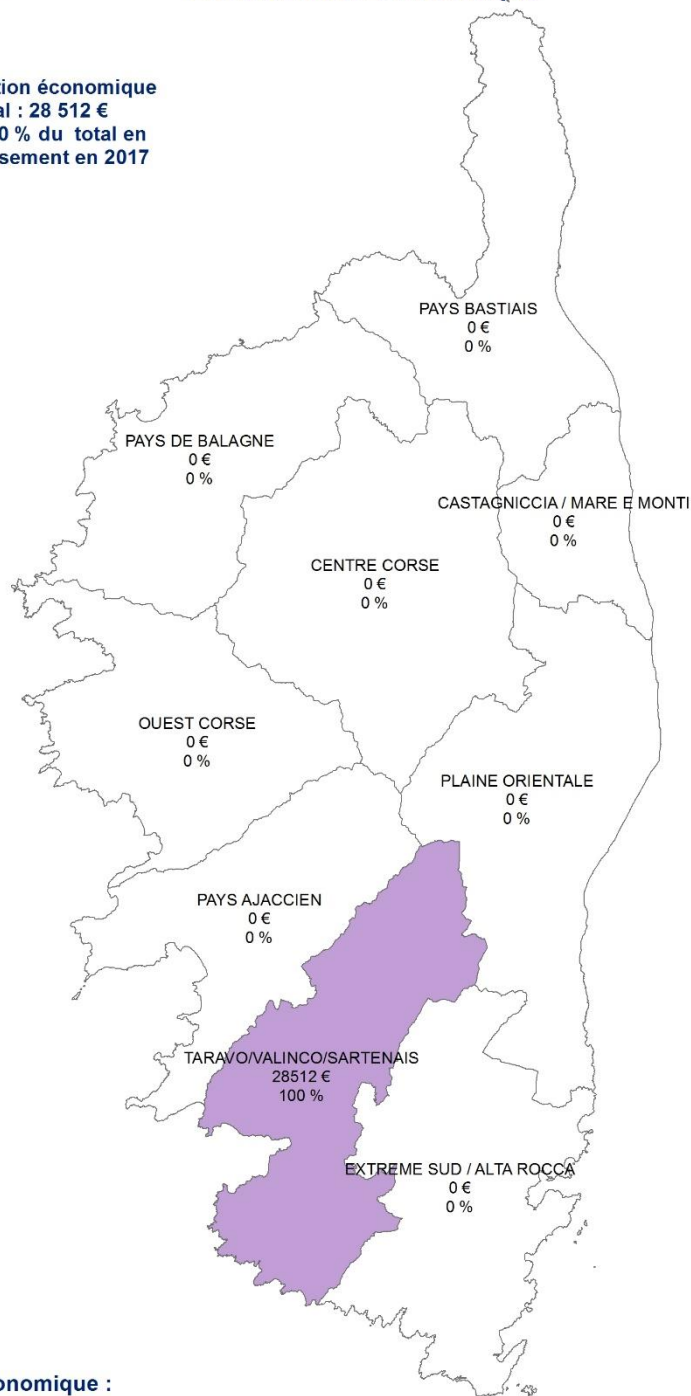 tion économique
al : 28 512 €
0 % du total en
sement en 2017
PAYS BASTIAIS
0 €
0 %
PAYS DE BALAGNE
0 €
0 %
CASTAGNICCIA / MARE E MONTI
0 €
0 %
CENTRE CORSE
0 €
0 %
OUEST CORSE
0 €
0 %
PLAINE ORIENTALE
0 €
0 %
PAYS AJACCIEN
0 €
0 %
TARAVO/VALINCO/SARTENAIS
28512 €
100 %
EXTREME SUD / ALTA ROCCA
0 €
0 %
onomique :